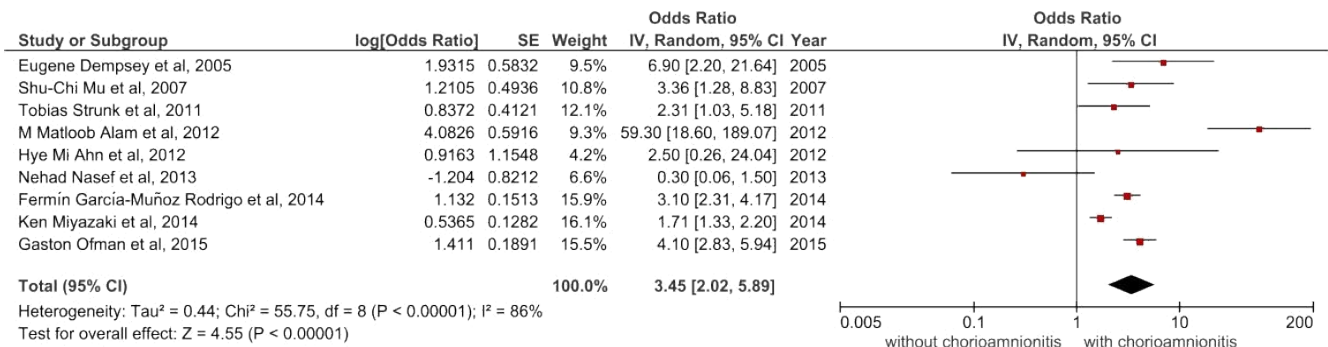 Odds Ratio Odds Ratio
Study or Subgroup log[Odds Ratio] SE Weight IV, Random, 95% CI Year IV, Random, 95% CI
Eugene Dempsey et al, 2005 1.9315 0.5832 9.5% 6.90 [2.20, 21.64] 2005
Shu-Chi Mu et al, 2007 1.2105 0.4936 10.8% 3.36 [1.28, 8.83] 2007
Tobias Strunk et al, 2011 0.8372 0.4121 12.1% 2.31 [1.03, 5.18] 2011
M Matloob Alam et al, 2012 4.0826 0.5916 9.3% 59.30 [18.60, 189.07] 2012
Hye Mi Ahn et al, 2012 0.9163 1.1548 4.2% 2.50 [0.26, 24.04] 2012
Nehad Nasef et al, 2013 -1.204 0.8212 6.6% 0.30 [0.06, 1.50] 2013
Fermín García-Muñoz Rodrigo et al, 2014 1.132 0.1513 15.9% 3.10 [2.31, 4.17] 2014
Ken Miyazaki et al, 2014 0.5365 0.1282 16.1% 1.71 [1.33, 2.20] 2014
Gaston Ofman et al, 2015 1.411 0.1891 15.5% 4.10 [2.83, 5.94] 2015
Total (95% CI) 100.0% 3.45 [2.02, 5.89]
Heterogeneity: Tau² = 0.44; Chi² = 55.75, df = 8 (P < 0.00001); I² = 86%
Test for overall effect: Z = 4.55 (P < 0.00001)
0.005 0.1 1 10 200
without chorioamnionitis with chorioamnionitis